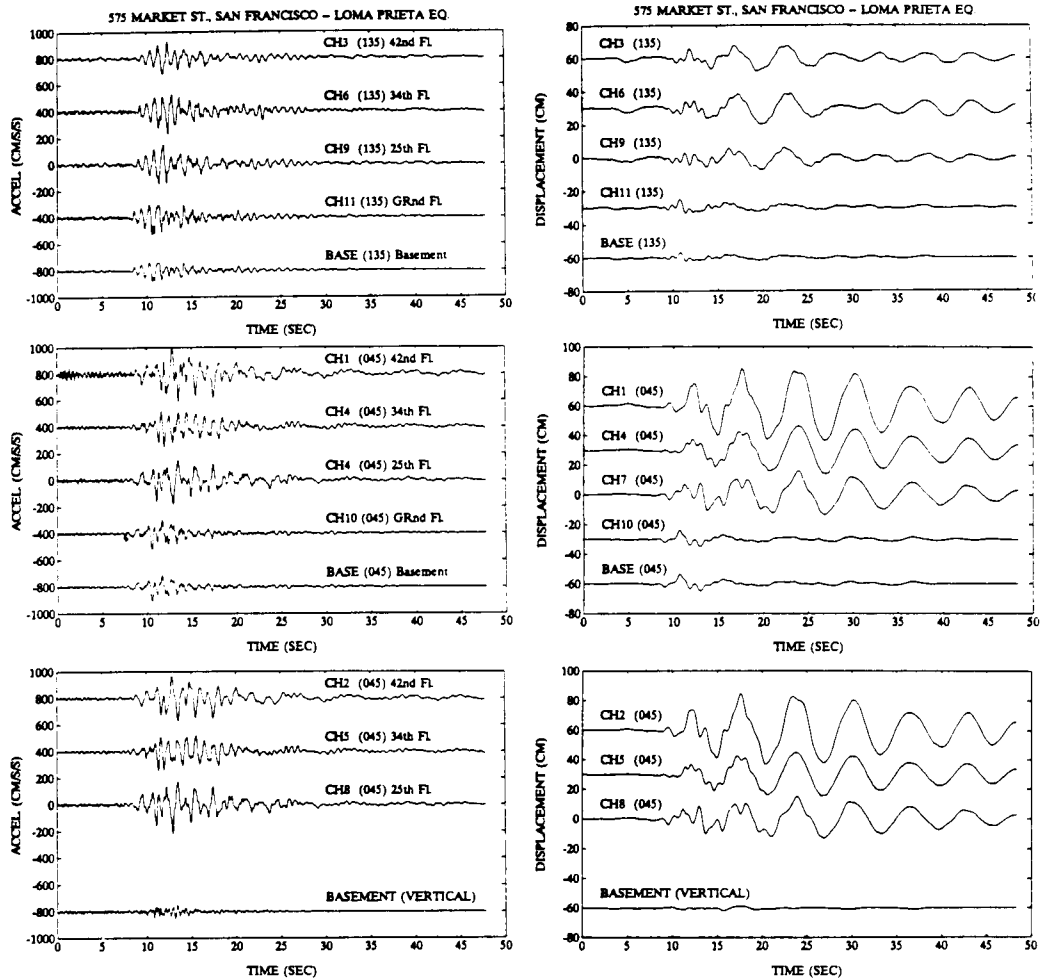 575 MARKET ST., SAN FRANCISCO – LOMA PRIETA EQ.
1000
800
600
400
200
0
-200
-400
-600
-800
-1000
ACCEL (CM/S/S)
CH3 (135) 42nd Fl.
CH6 (135) 34th Fl.
CH9 (135) 25th Fl.
CH11 (135) GRnd Fl.
BASE (135) Basement
0 5 10 15 20 25 30 35 40 45 50
TIME (SEC)
575 MARKET ST., SAN FRANCISCO – LOMA PRIETA EQ.
80
60
40
20
0
-20
-40
-60
-80
DISPLACEMENT (CM)
CH3 (135)
CH6 (135)
CH9 (135)
CH11 (135)
BASE (135)
0 5 10 15 20 25 30 35 40 45 50
TIME (SEC)
1000
800
600
400
200
0
-200
-400
-600
-800
-1000
ACCEL (CM/S/S)
CH1 (045) 42nd Fl.
CH4 (045) 34th Fl.
CH4 (045) 25th Fl.
CH10 (045) GRnd Fl.
BASE (045) Basement
0 5 10 15 20 25 30 35 40 45 50
TIME (SEC)
100
80
60
40
20
0
-20
-40
-60
-80
DISPLACEMENT (CM)
CH1 (045)
CH4 (045)
CH7 (045)
CH10 (045)
BASE (045)
0 5 10 15 20 25 30 35 40 45 50
TIME (SEC)
1000
800
600
400
200
0
-200
-400
-600
-800
-1000
ACCEL (CM/S/S)
CH2 (045) 42nd Fl.
CH5 (045) 34th Fl.
CH8 (045) 25th Fl.
BASEMENT (VERTICAL)
0 5 10 15 20 25 30 35 40 45 50
TIME (SEC)
100
80
60
40
20
0
-20
-40
-60
-80
DISPLACEMENT (CM)
CH2 (045)
CH5 (045)
CH8 (045)
BASEMENT (VERTICAL)
0 5 10 15 20 25 30 35 40 45 50
TIME (SEC)